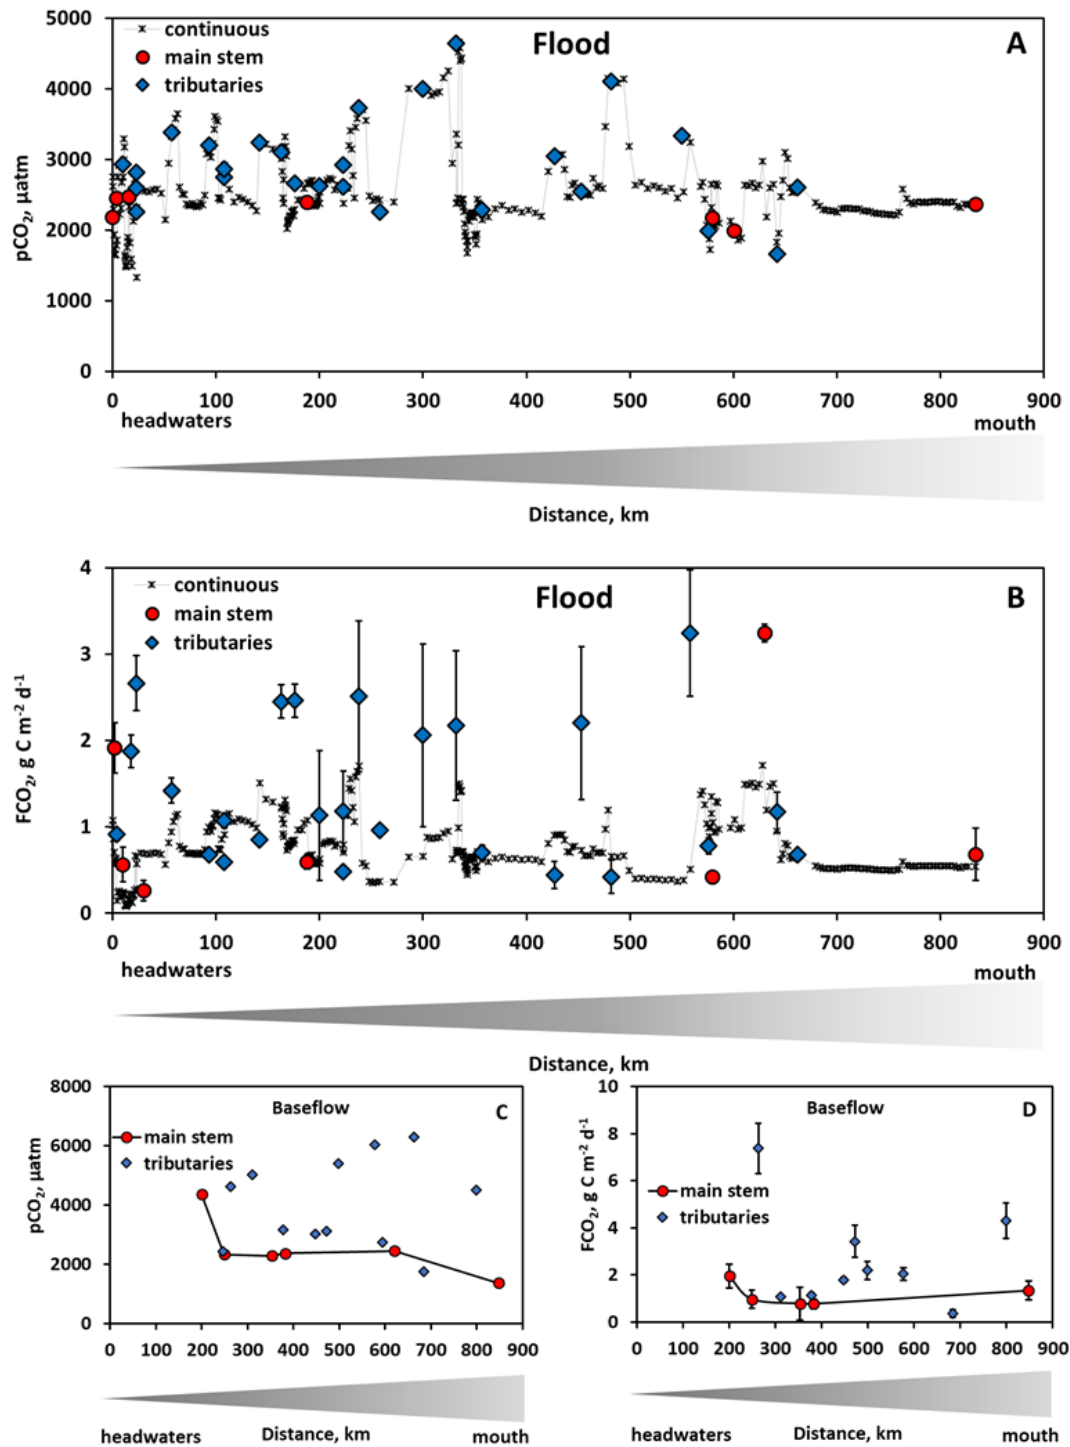 5000
4000
3000
2000
1000
0
pCO₂, µatm
continuous
main stem
tributaries
Flood
A
0 100 200 300 400 500 600 700 800 900
headwaters
mouth
Distance, km
4
3
2
1
0
FCO₂, g C m⁻² d⁻¹
continuous
main stem
tributaries
Flood
B
0 100 200 300 400 500 600 700 800 900
headwaters
mouth
Distance, km
8000
6000
4000
2000
0
pCO₂, µatm
Baseflow
C
main stem
tributaries
0 100 200 300 400 500 600 700 800 900
headwaters Distance, km mouth
10
8
6
4
2
0
FCO₂, g C m⁻² d⁻¹
Baseflow
D
main stem
tributaries
0 100 200 300 400 500 600 700 800 900
headwaters Distance, km mouth